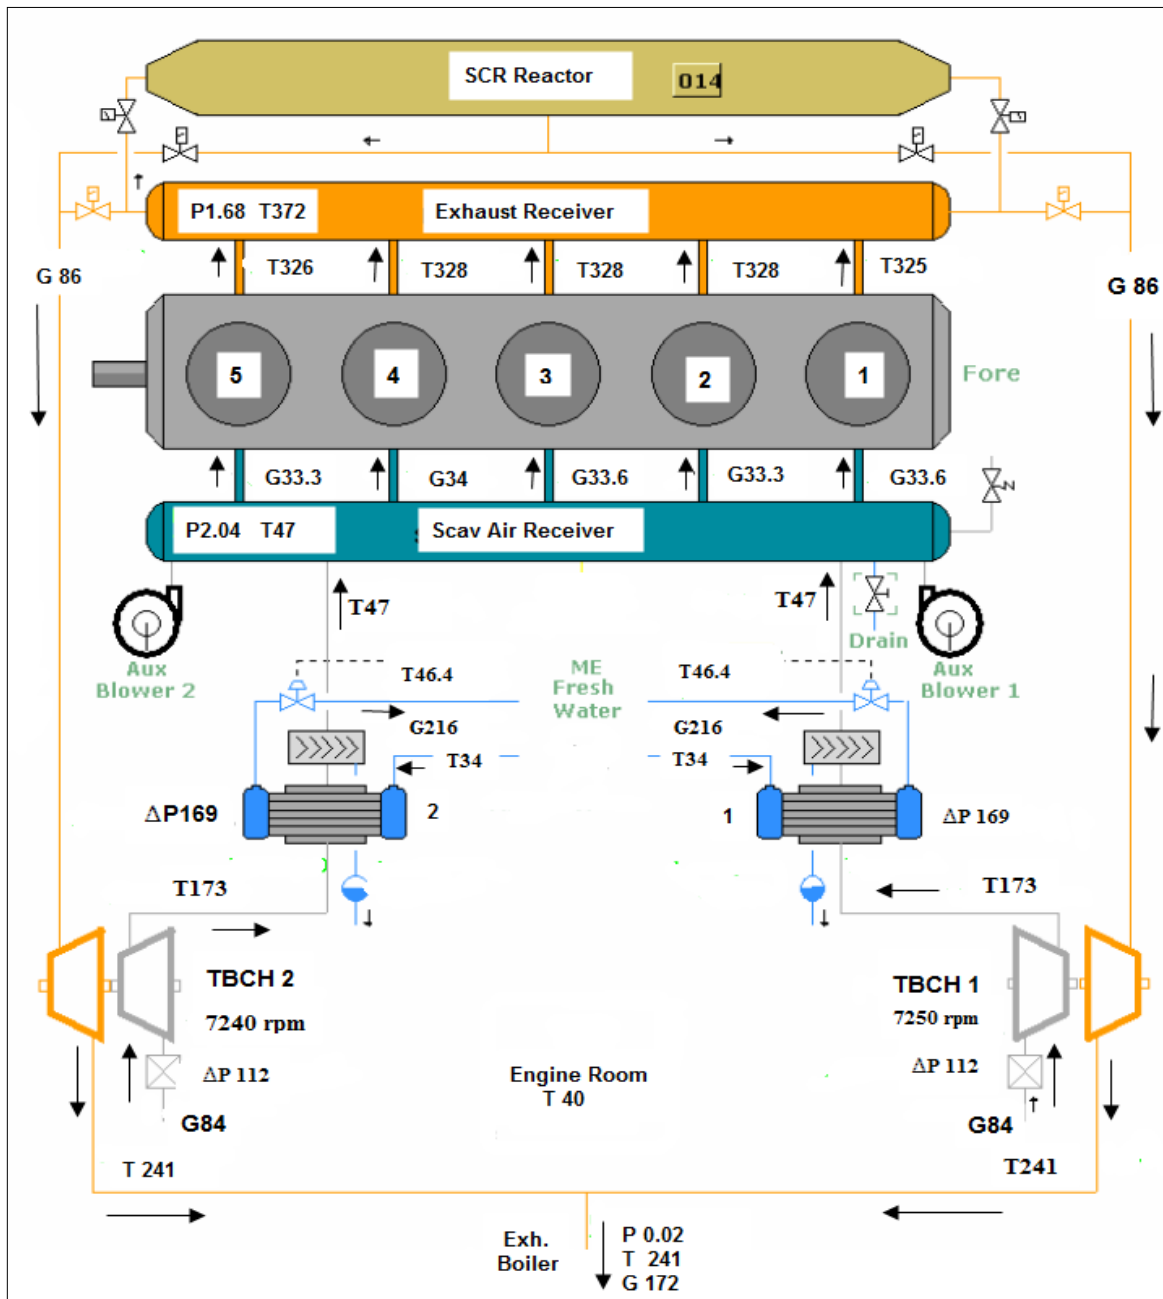 SCR Reactor
014
P1.68 T372
Exhaust Receiver
G 86
T326
T328
T328
T328
T325
G 86
5
4
3
2
1
Fore
G33.3
G34
G33.6
G33.3
G33.6
P2.04 T47
Scav Air Receiver
T47
T47
Drain
Aux
Blower 2
Aux
Blower 1
T46.4
ME
Fresh
Water
T46.4
G216
G216
T34
T34
ΔP169
2
1
ΔP 169
T173
T173
TBCH 2
7240 rpm
TBCH 1
7250 rpm
ΔP 112
ΔP 112
Engine Room
T 40
G84
G84
T 241
T241
Exh.
Boiler
P 0.02
T 241
G 172